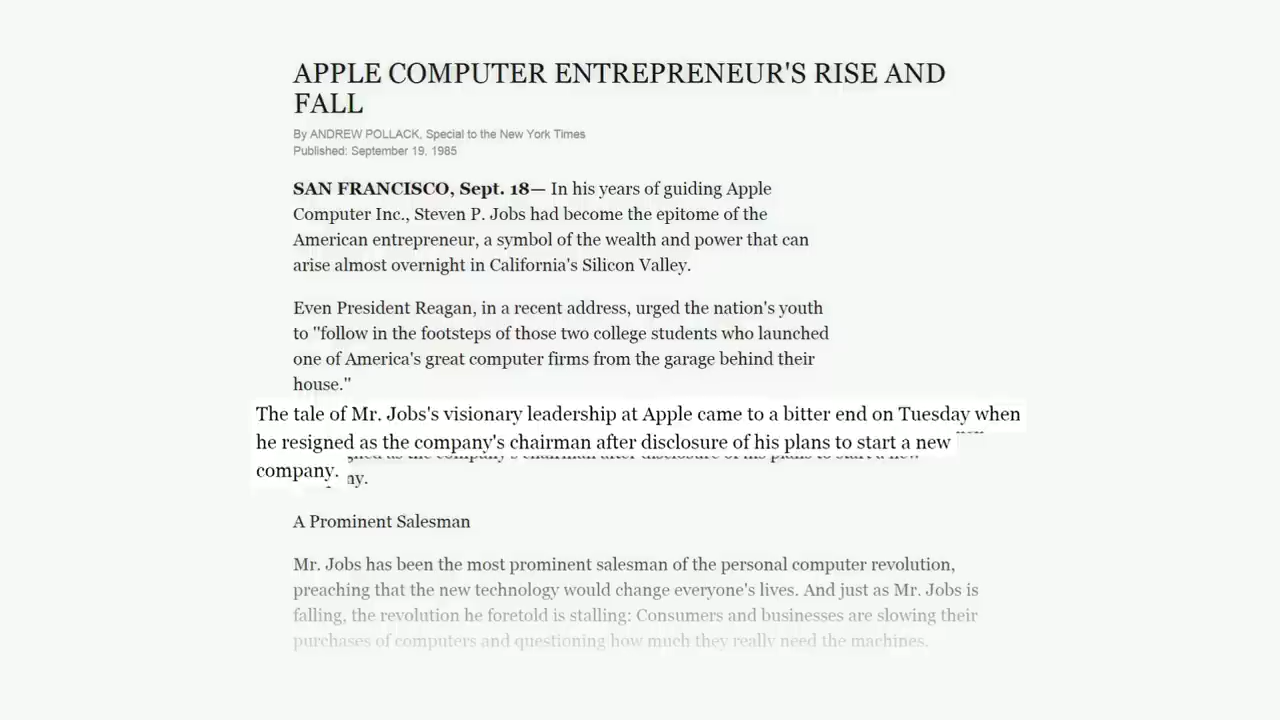 APPLE COMPUTER ENTREPRENEUR'S RISE AND
FALL
By ANDREW POLLACK, Special to the New York Times
Published: September 19, 1985
SAN FRANCISCO, Sept. 18— In his years of guiding Apple
Computer Inc., Steven P. Jobs had become the epitome of the
American entrepreneur, a symbol of the wealth and power that can
arise almost overnight in California's Silicon Valley.
Even President Reagan, in a recent address, urged the nation's youth
to "follow in the footsteps of those two college students who launched
one of America's great computer firms from the garage behind their
house."
The tale of Mr. Jobs's visionary leadership at Apple came to a bitter end on Tuesday when
he resigned as the company's chairman after disclosure of his plans to start a new
company.
A Prominent Salesman
Mr. Jobs has been the most prominent salesman of the personal computer revolution,
preaching that the new technology would change everyone's lives. And just as Mr. Jobs is
falling, the revolution he foretold is stalling: Consumers and businesses are slowing their
purchases of computers and questioning how much they really need the machines.